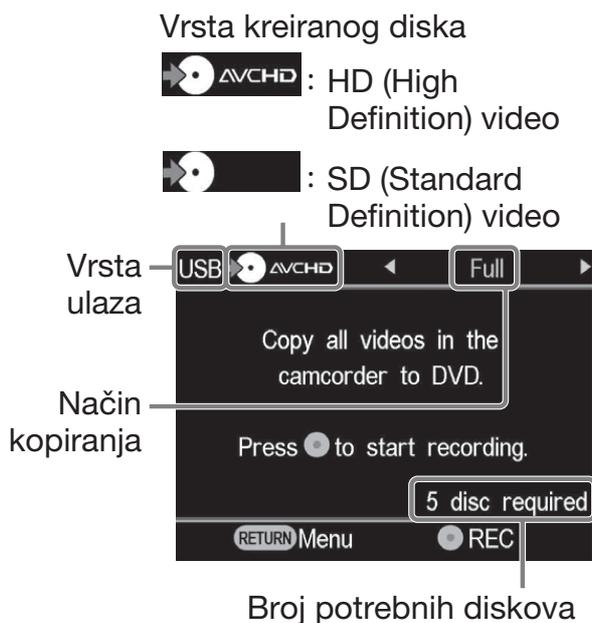 Vrsta kreiranog diska
AVCHD : HD (High
Definition) video
: SD (Standard
Definition) video
Vrsta
ulaza
USB AVCHD Full
Copy all videos in the
camcorder to DVD.
Način
kopiranja
Press to start recording.
5 disc required
RETURN Menu REC
Broj potrebnih diskova